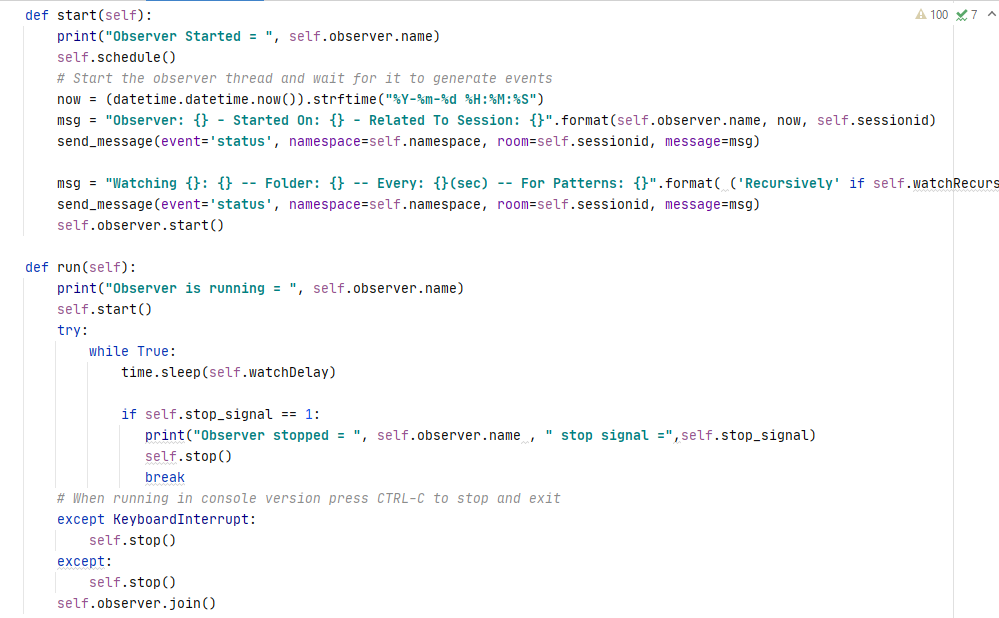 def start(self):
100 7
print("Observer Started = ", self.observer.name)
self.schedule()
# Start the observer thread and wait for it to generate events
now = (datetime.datetime.now()).strftime("%Y-%m-%d %H:%M:%S")
msg = "Observer: {} - Started On: {} - Related To Session: {}".format(self.observer.name, now, self.sessionid)
send_message(event='status', namespace=self.namespace, room=self.sessionid, message=msg)
msg = "Watching {}: {} -- Folder: {} -- Every: {}(sec) -- For Patterns: {}".format( ('Recursively' if self.watchRecurs
send_message(event='status', namespace=self.namespace, room=self.sessionid, message=msg)
self.observer.start()
def run(self):
print("Observer is running = ", self.observer.name)
self.start()
try:
while True:
time.sleep(self.watchDelay)
if self.stop_signal == 1:
print("Observer stopped = ", self.observer.name , " stop signal =",self.stop_signal)
self.stop()
break
# When running in console version press CTRL-C to stop and exit
except KeyboardInterrupt:
self.stop()
except:
self.stop()
self.observer.join()